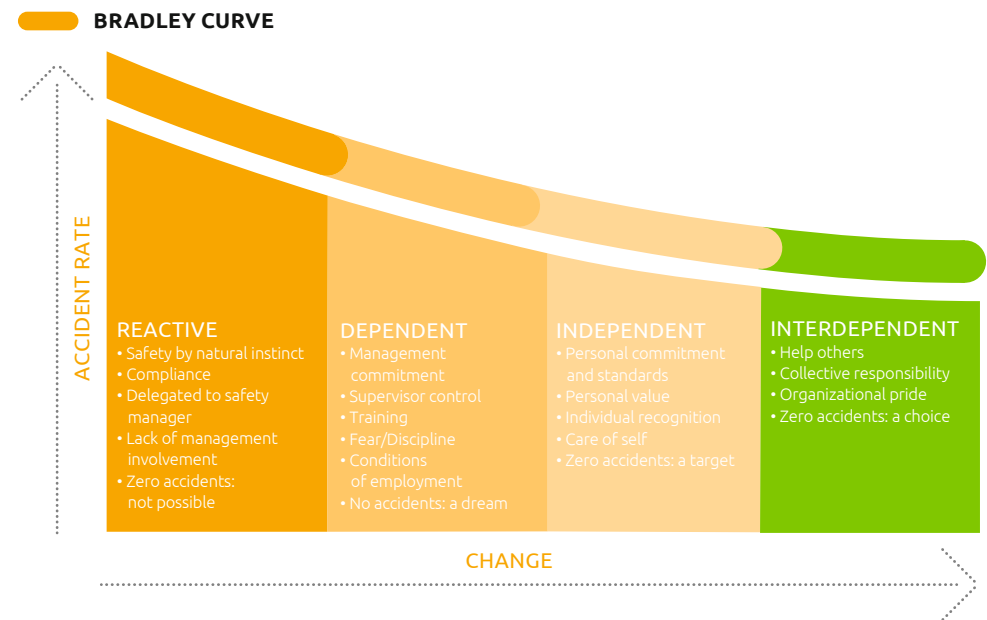 BRADLEY CURVE
ACCIDENT RATE
REACTIVE
• Safety by natural instinct
• Compliance
• Delegated to safety
manager
• Lack of management
involvement
• Zero accidents:
not possible
DEPENDENT
• Management
commitment
• Supervisor control
• Training
• Fear/Discipline
• Conditions
of employment
• No accidents: a dream
INDEPENDENT
• Personal commitment
and standards
• Personal value
• Individual recognition
• Care of self
• Zero accidents: a target
INTERDEPENDENT
• Help others
• Collective responsibility
• Organizational pride
• Zero accidents: a choice
CHANGE